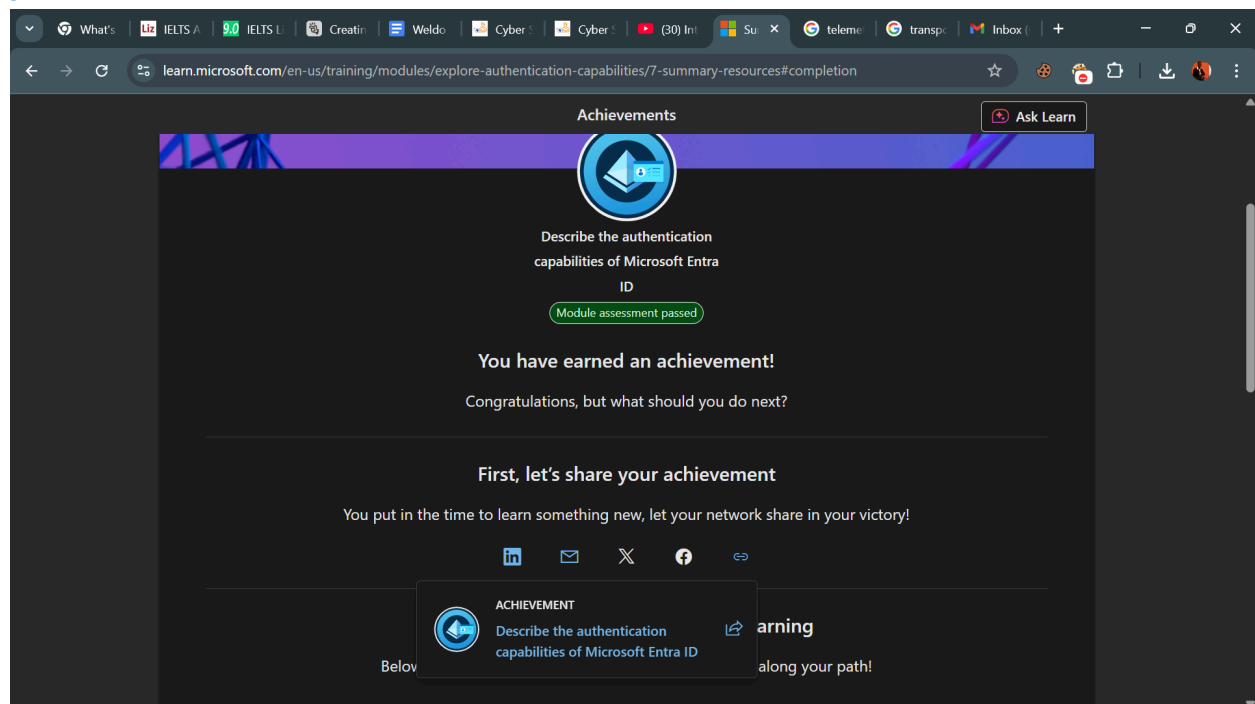 What's
Liz IELTS A
9.0 IELTS Li
Creatin
Weldo
Cyber S
Cyber S
(30) Int
Su
teleme
transpo
Inbox (
learn.microsoft.com/en-us/training/modules/explore-authentication-capabilities/7-summary-resources#completion
Achievements
Ask Learn
Describe the authentication
capabilities of Microsoft Entra
ID
Module assessment passed
You have earned an achievement!
Congratulations, but what should you do next?
First, let's share your achievement
You put in the time to learn something new, let your network share in your victory!
ACHIEVEMENT
Describe the authentication
capabilities of Microsoft Entra ID
arning
Below
along your path!